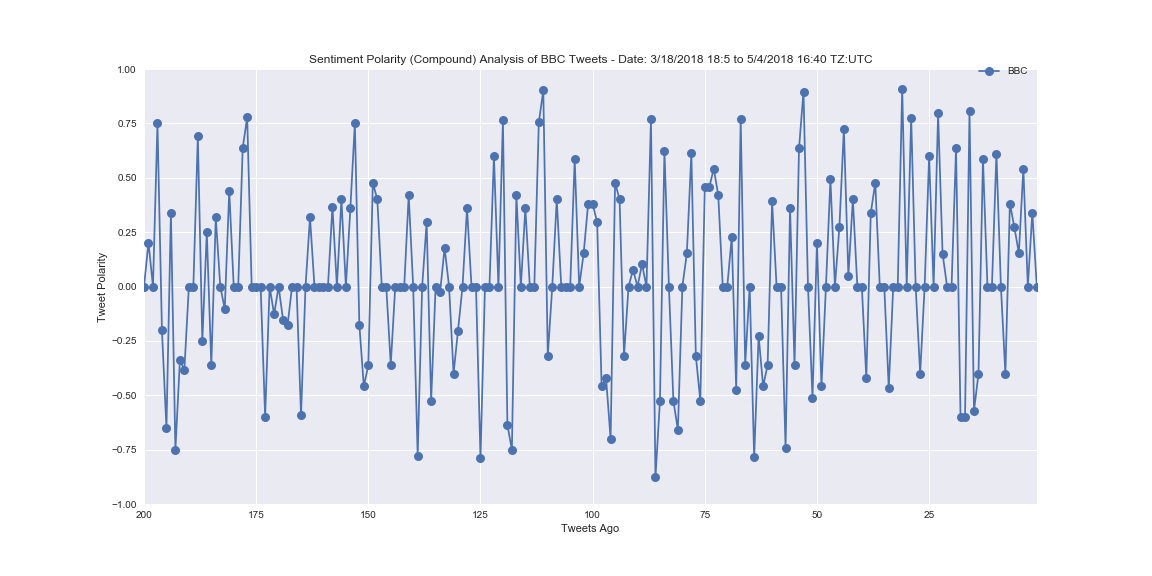 Sentiment Polarity (Compound) Analysis of BBC Tweets - Date: 3/18/2018 18:5 to 5/4/2018 16:40 TZ:UTC
BBC
1.00
0.75
0.50
0.25
0.00
−0.25
−0.50
−0.75
−1.00
Tweet Polarity
200 175 150 125 100 75 50 25
Tweets Ago